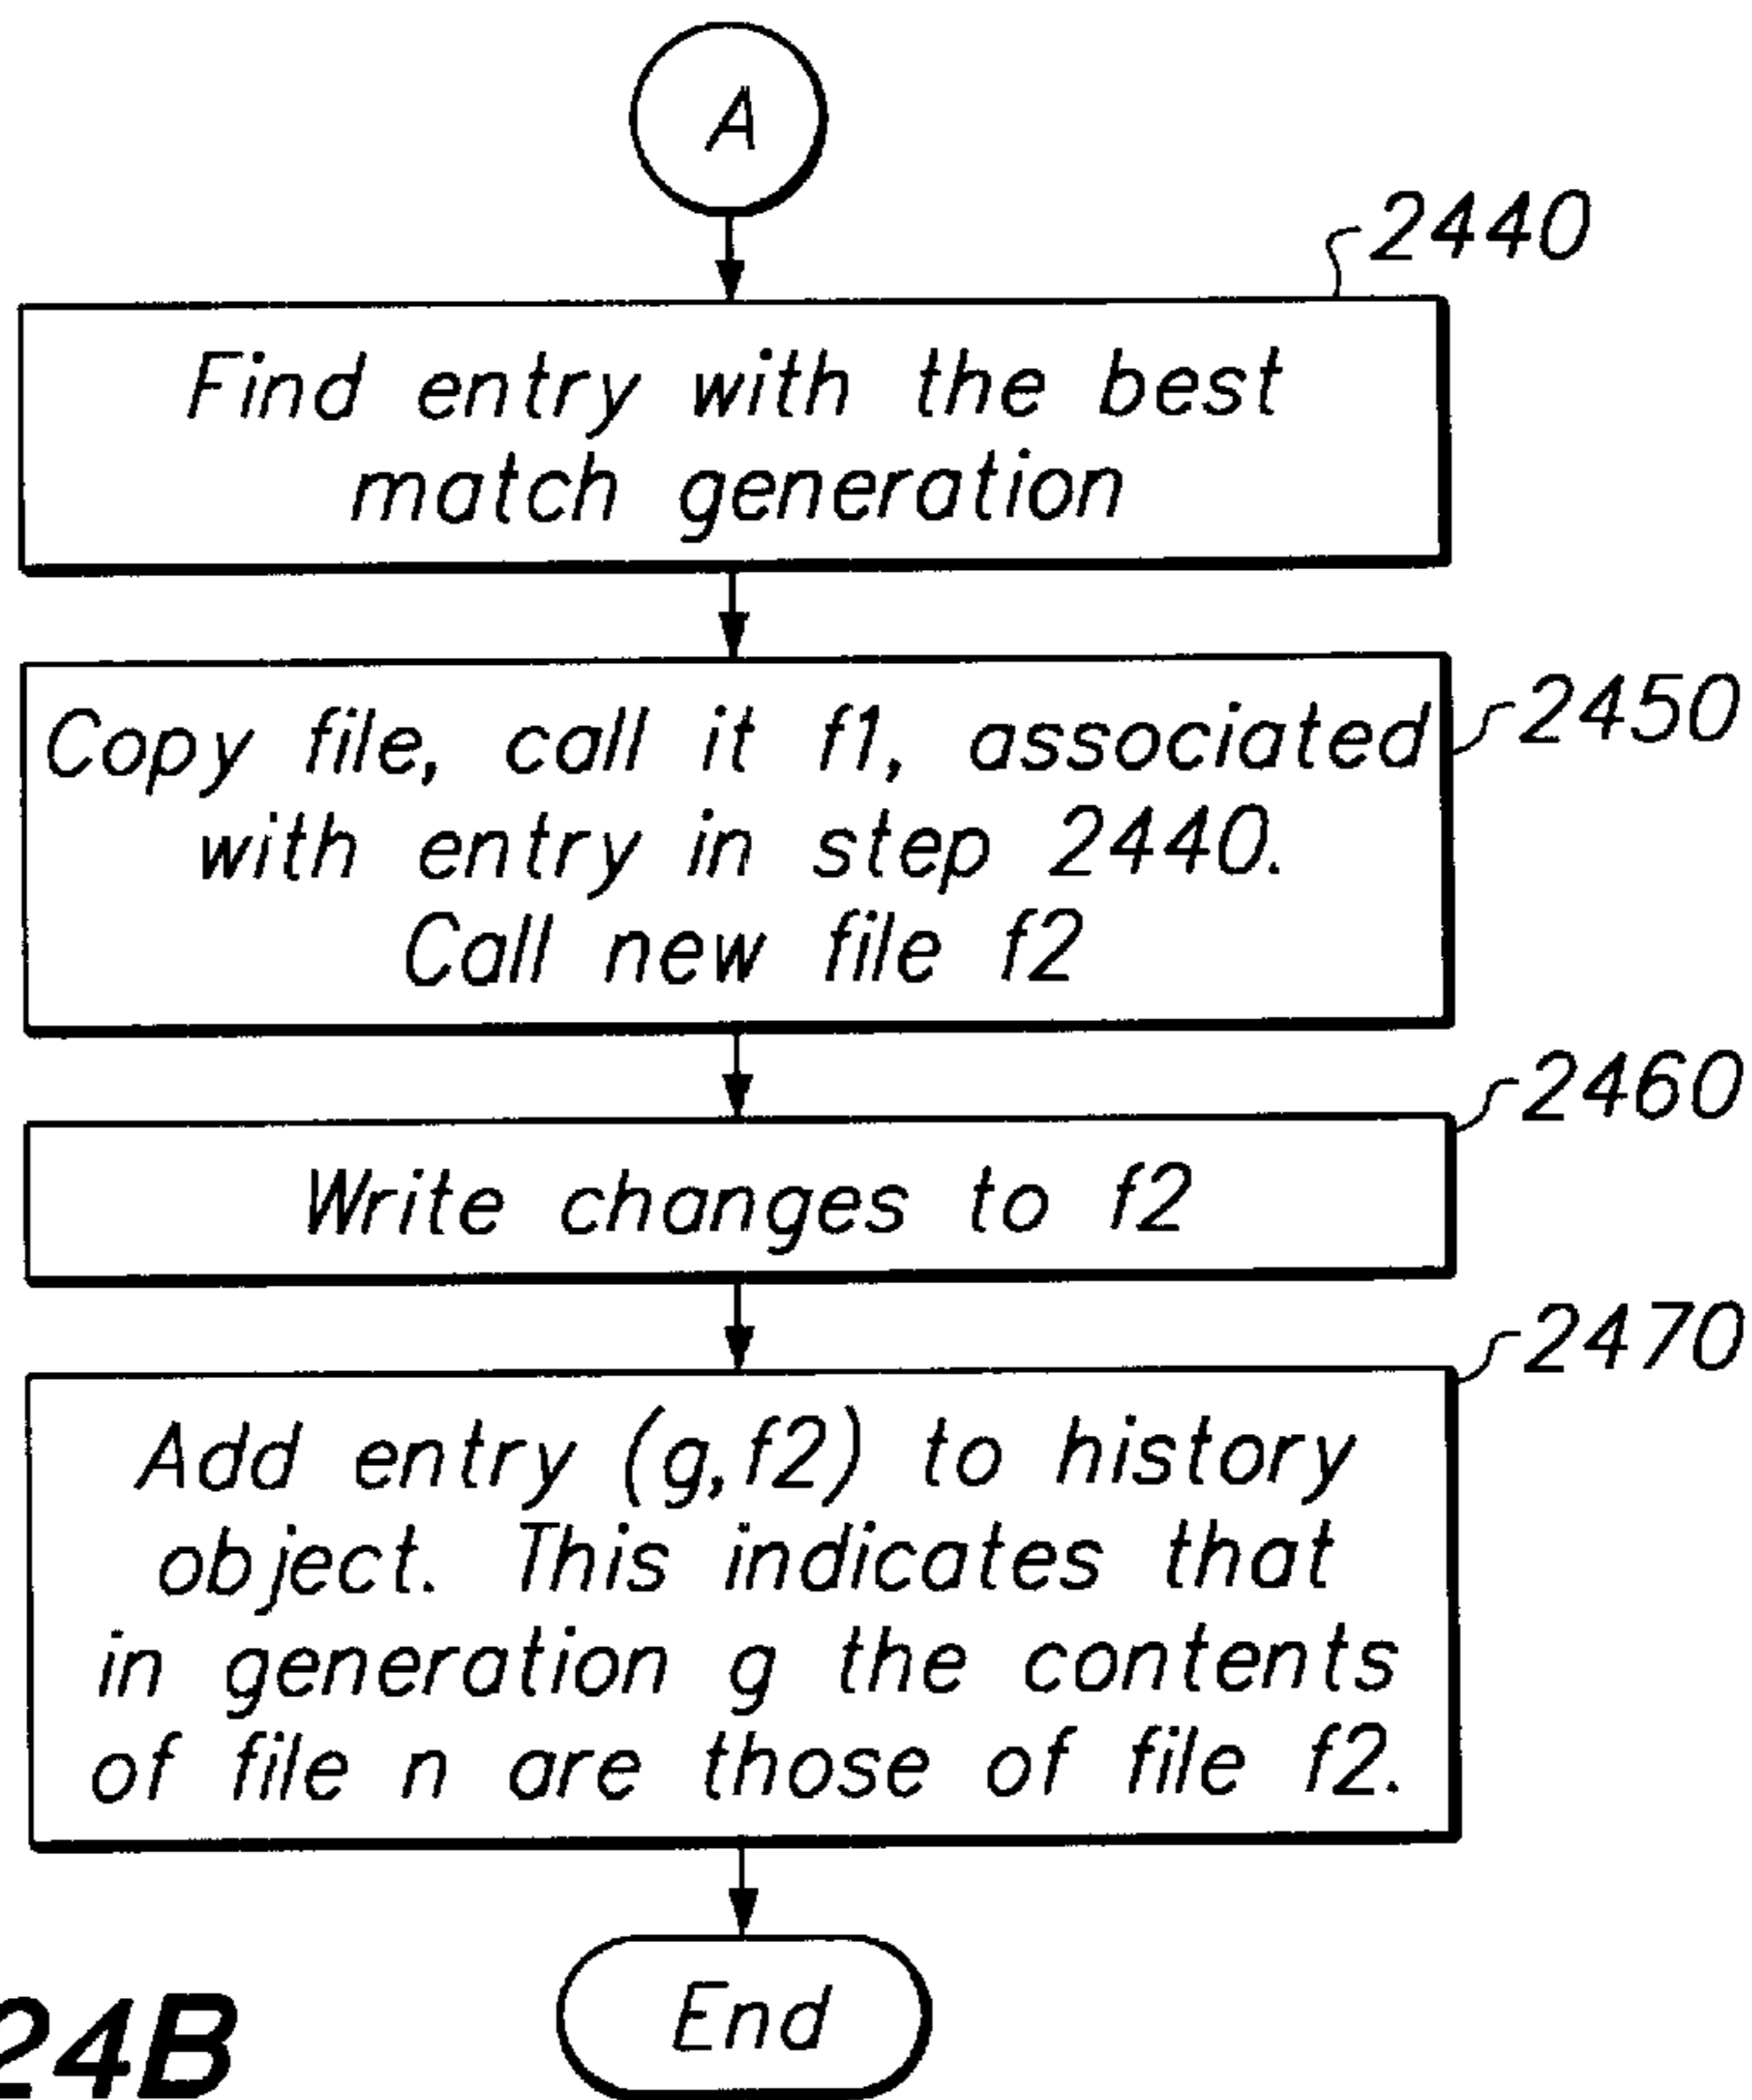 A
2440
Find entry with the best
match generation
2450
Copy file, call it f1, associated
with entry in step 2440.
Call new file f2
2460
Write changes to f2
2470
Add entry (g,f2) to history
object. This indicates that
in generation g the contents
of file n are those of file f2.
End
24B